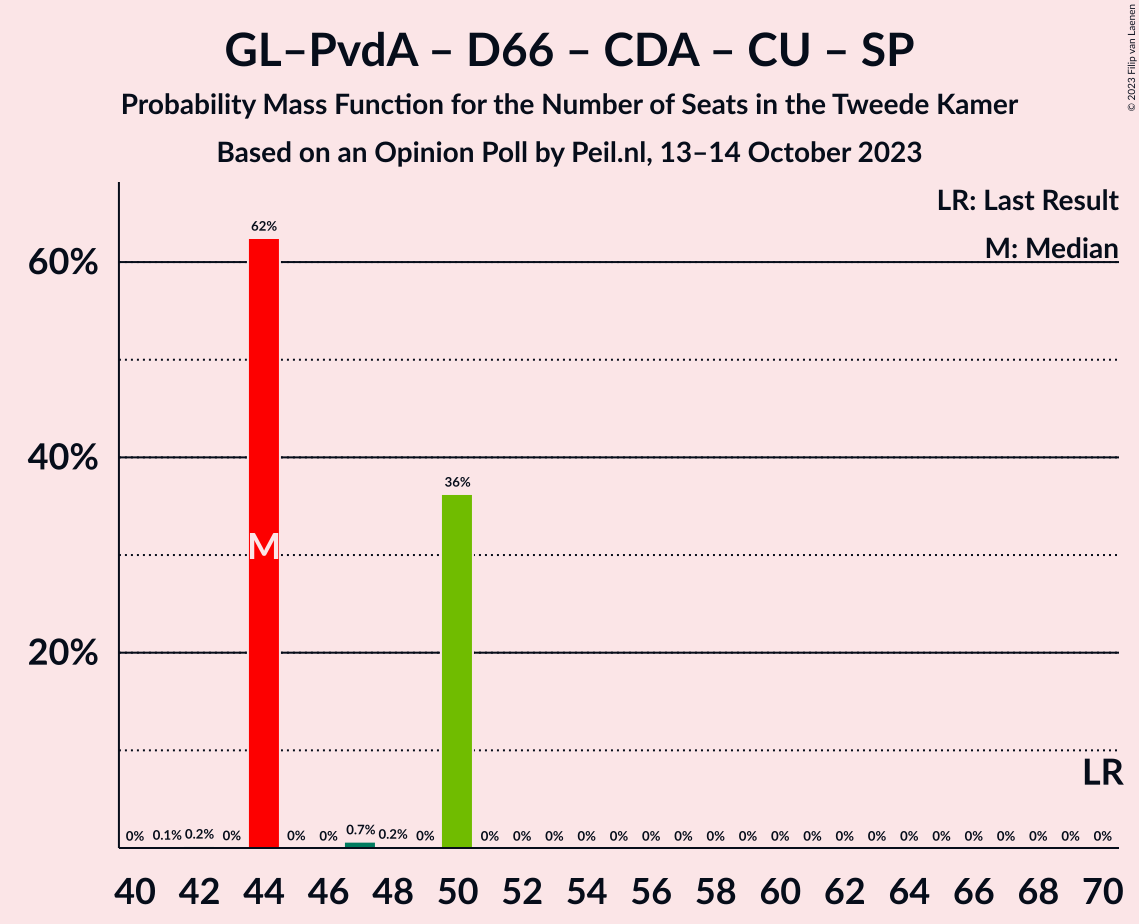 GL–PvdA – D66 – CDA – CU – SP
Probability Mass Function for the Number of Seats in the Tweede Kamer
Based on an Opinion Poll by Peil.nl, 13–14 October 2023
© 2023 Filip van Laenen
LR: Last Result
M: Median
60%
40%
20%
62%
36%
M
LR
0% 0.1% 0.2% 0% 0% 0% 0.7% 0.2% 0% 0% 0% 0% 0% 0% 0% 0% 0% 0% 0% 0% 0% 0% 0% 0% 0% 0% 0% 0% 0%
40 42 44 46 48 50 52 54 56 58 60 62 64 66 68 70